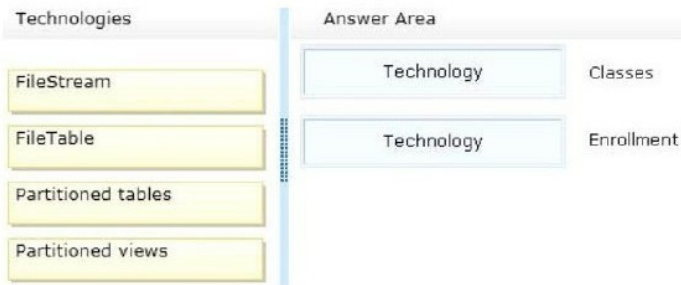 Technologies
Answer Area
FileStream
FileTable
Partitioned tables
Partitioned views
Technology Classes
Technology Enrollment